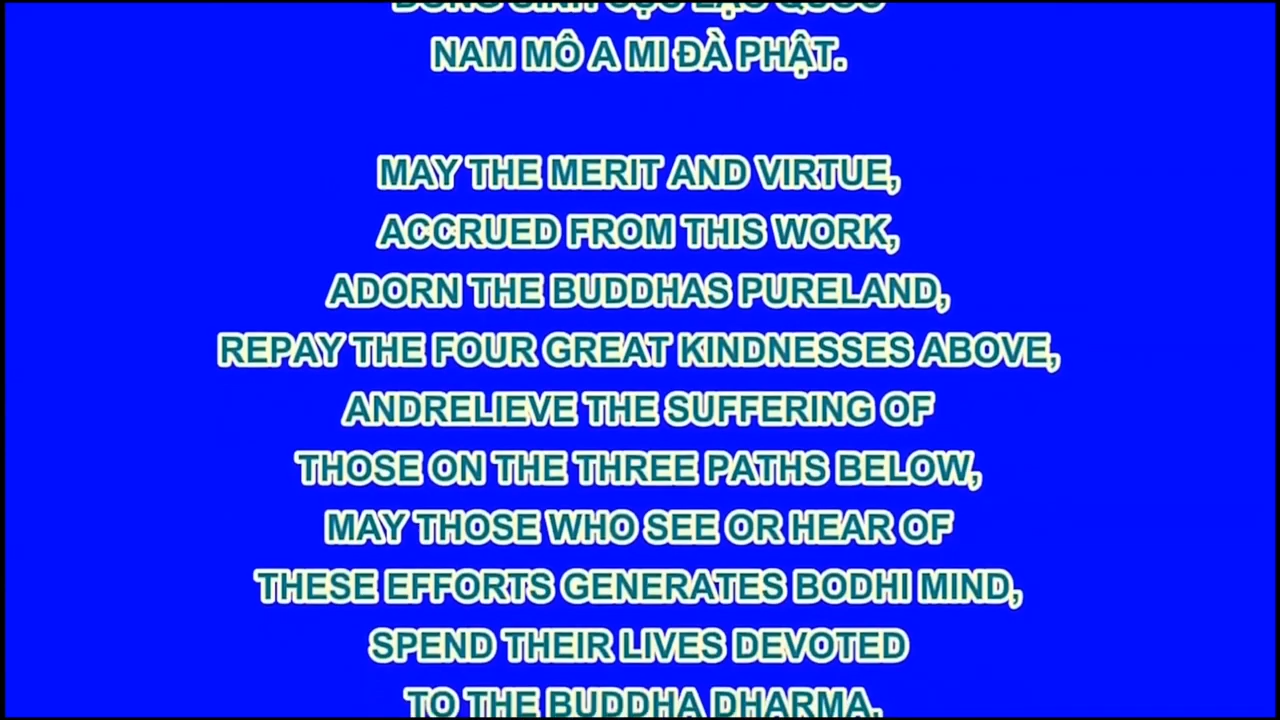 NAM MÔ A MI ĐÀ PHẬT.
MAY THE MERIT AND VIRTUE,
ACCRUED FROM THIS WORK,
ADORN THE BUDDHAS PURELAND,
REPAY THE FOUR GREAT KINDNESSES ABOVE,
ANDRELIEVE THE SUFFERING OF
THOSE ON THE THREE PATHS BELOW,
MAY THOSE WHO SEE OR HEAR OF
THESE EFFORTS GENERATES BODHI MIND,
SPEND THEIR LIVES DEVOTED
TO THE BUDDHA DHARMA,